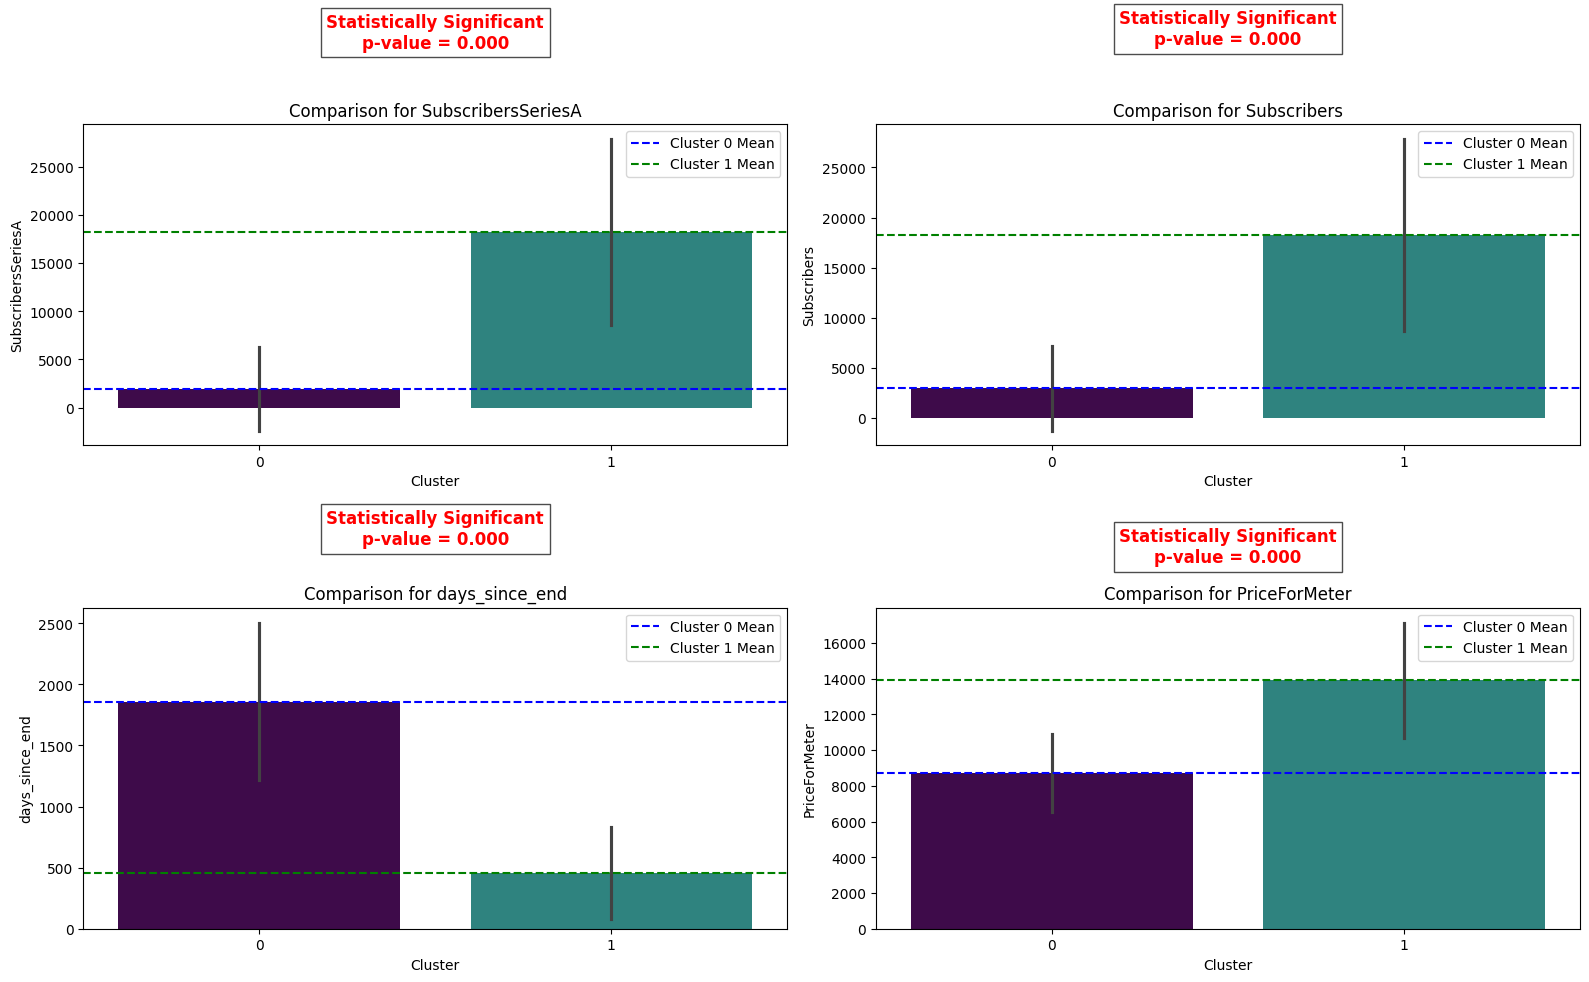 Statistically Significant
p-value = 0.000
Comparison for SubscribersSeriesA
Cluster 0 Mean
Cluster 1 Mean
25000
20000
15000
10000
5000
0
SubscribersSeriesA
0
1
Cluster
Statistically Significant
p-value = 0.000
Comparison for Subscribers
Cluster 0 Mean
Cluster 1 Mean
25000
20000
15000
10000
5000
0
Subscribers
0
1
Cluster
Statistically Significant
p-value = 0.000
Comparison for days_since_end
Cluster 0 Mean
Cluster 1 Mean
2500
2000
1500
1000
500
0
days_since_end
0
1
Cluster
Statistically Significant
p-value = 0.000
Comparison for PriceForMeter
Cluster 0 Mean
Cluster 1 Mean
16000
14000
12000
10000
8000
6000
4000
2000
0
PriceForMeter
0
1
Cluster